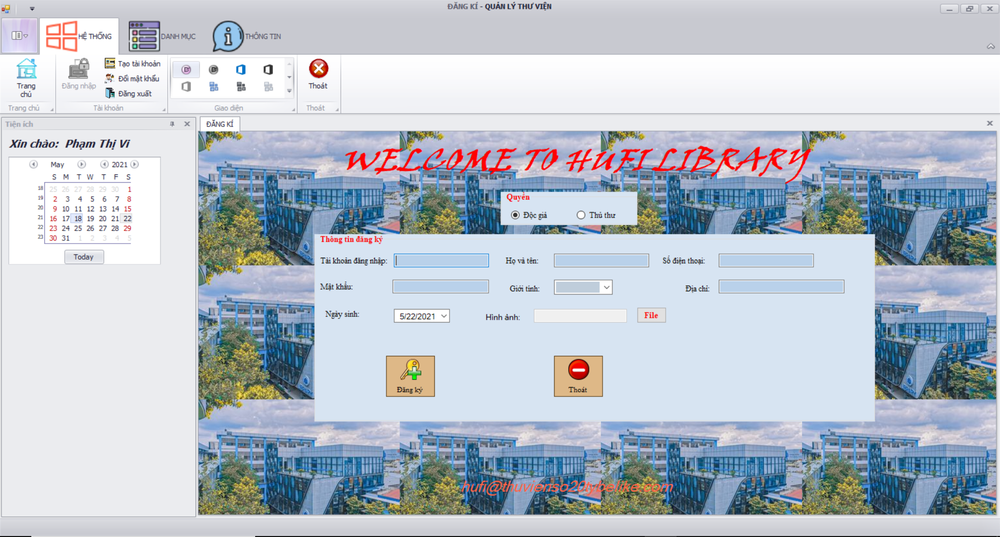 ĐĂNG KÍ - QUẢN LÝ THƯ VIỆN
HỆ THỐNG
DANH MỤC
THÔNG TIN
Trang chủ
Đăng nhập
Tạo tài khoản
Đổi mật khẩu
Đăng xuất
Thoát
Trang chủ
Tài khoản
Giao diện
Thoát
Tiện ích
Xin chào: Phạm Thị Vi
May 2021
S M T W T F S
18 25 26 27 28 29 30 1
19 2 3 4 5 6 7 8
20 9 10 11 12 13 14 15
21 16 17 18 19 20 21 22
22 23 24 25 26 27 28 29
23 30 31 1 2 3 4 5
Today
ĐĂNG KÍ
WELCOME TO HUFI LIBRARY
Quyền
Độc giả
Thủ thư
Thông tin đăng ký
Tài khoản đăng nhập:
Họ và tên:
Số điện thoại:
Mật khẩu:
Giới tính:
Địa chỉ:
Ngày sinh:
5/22/2021
Hình ảnh:
File
Đăng ký
Thoát
hufi@thuvienso20tybelike.com